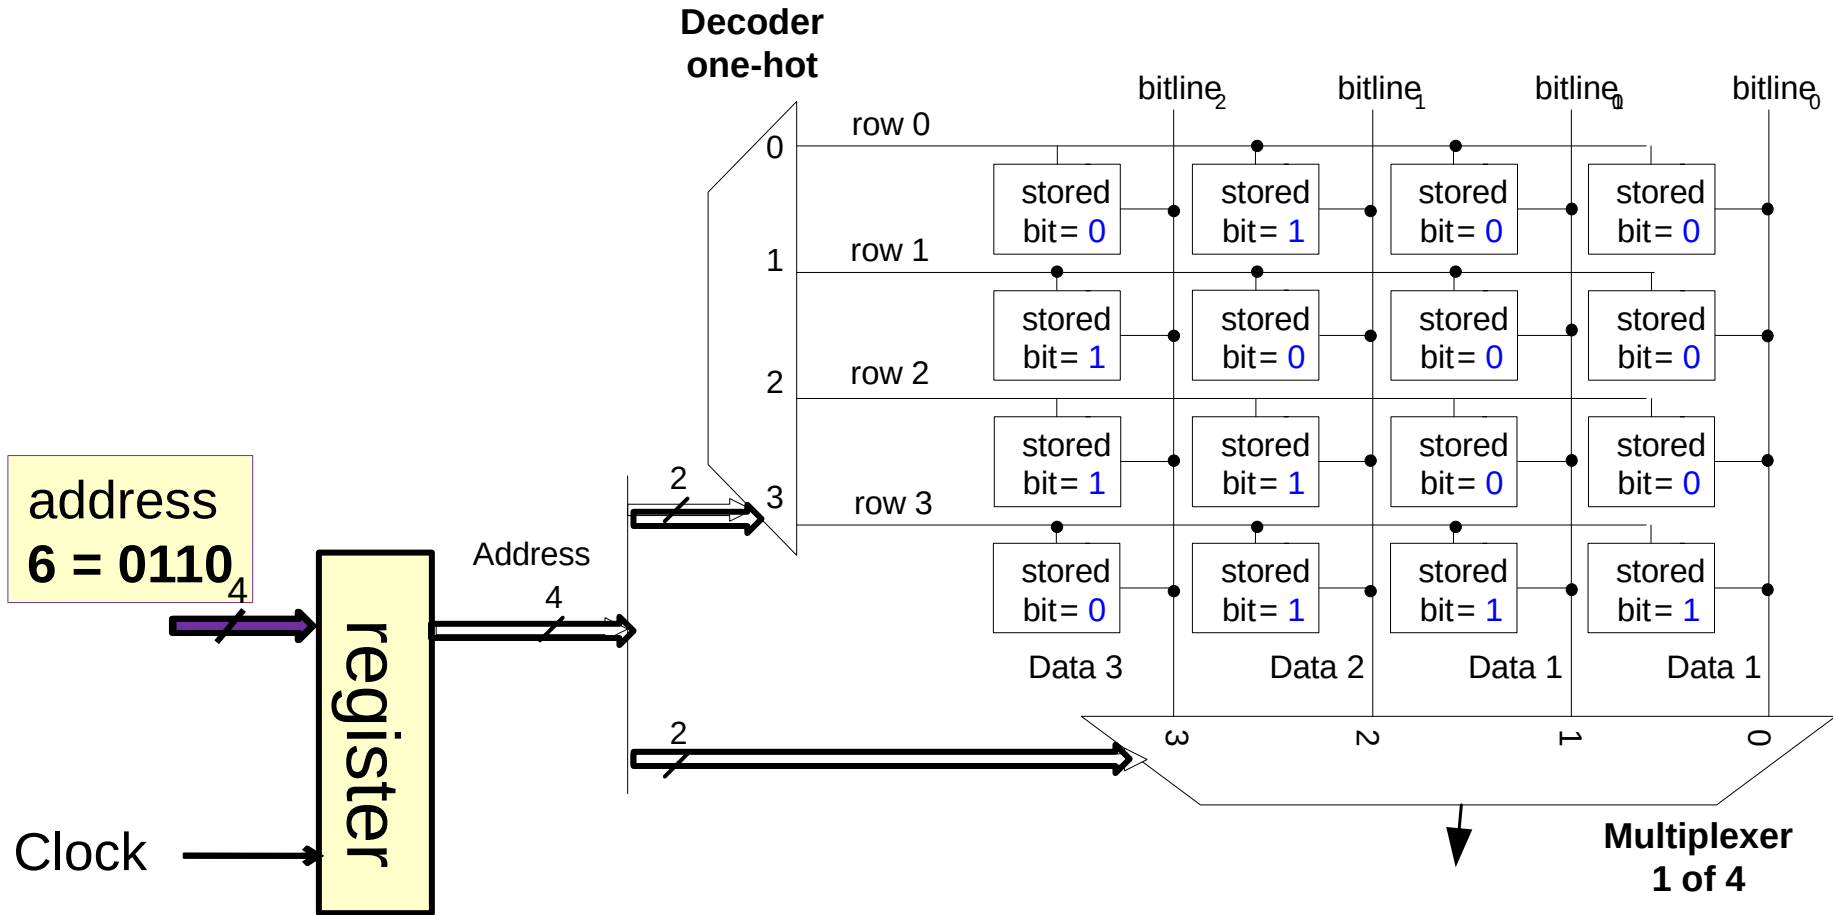 Decoder
one-hot
bitline2
bitline1
bitline
bitline0
row 0
0
stored
bit= 0
stored
bit= 1
stored
bit= 0
stored
bit= 0
row 1
1
stored
bit= 1
stored
bit= 0
stored
bit= 0
stored
bit= 0
row 2
2
stored
bit= 1
stored
bit= 1
stored
bit= 0
stored
bit= 0
row 3
3
stored
bit= 0
stored
bit= 1
stored
bit= 1
stored
bit= 1
Data 3
Data 2
Data 1
Data 1
3
2
1
0
Multiplexer
1 of 4
address
6 = 0110
4
register
Clock
Address
4
2
2